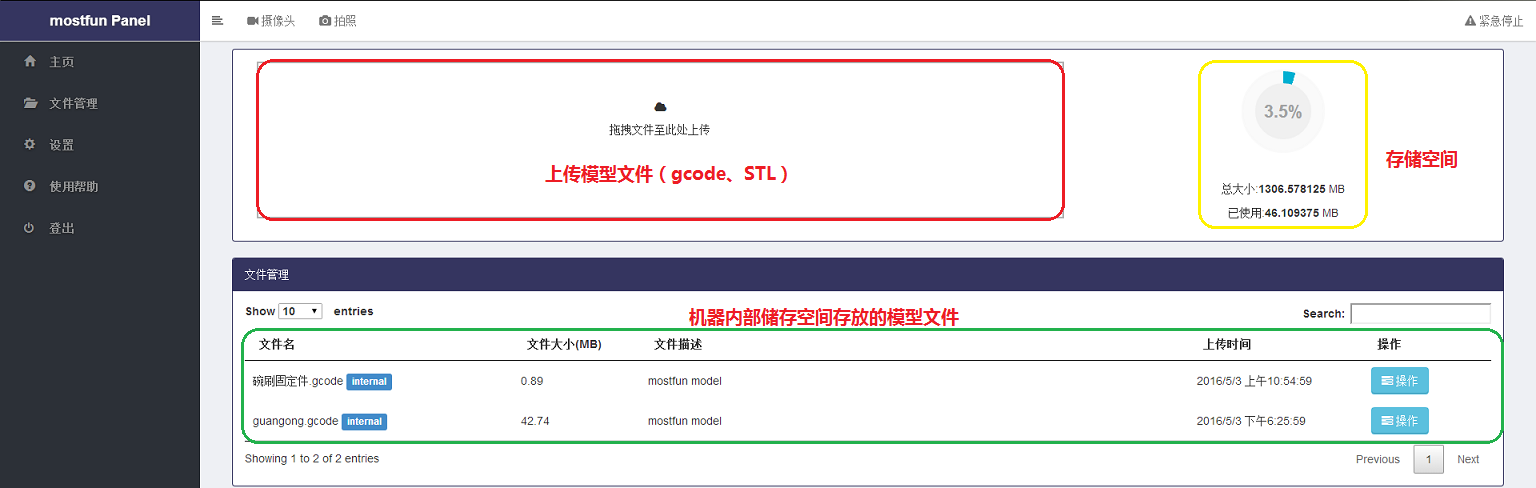 mostfun Panel
摄像头 拍照 紧急停止
主页
文件管理
设置
使用帮助
登出
拖拽文件至此处上传
上传模型文件（gcode、STL）
3.5%
总大小:1306.578125 MB
已使用:46.109375 MB
存储空间
文件管理
Show 10 entries
Search:
机器内部储存空间存放的模型文件
文件名 文件大小(MB) 文件描述 上传时间 操作
碗刷固定件.gcode internal 0.89 mostfun model 2016/5/3 上午10:54:59 操作
guangong.gcode internal 42.74 mostfun model 2016/5/3 下午6:25:59 操作
Showing 1 to 2 of 2 entries
Previous 1 Next